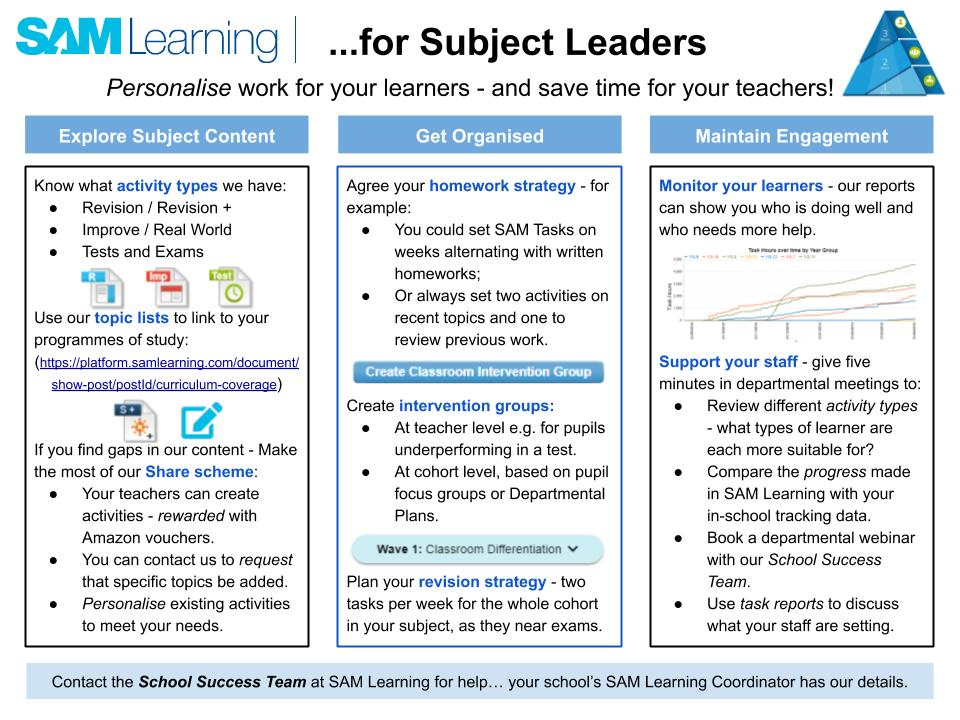 SAM Learning
...for Subject Leaders
Personalise work for your learners - and save time for your teachers!
3
2
1
Explore Subject Content
Know what activity types we have:
● Revision / Revision +
● Improve / Real World
● Tests and Exams
R
Imp
Test
Use our topic lists to link to your
programmes of study:
(https://platform.samlearning.com/document/
show-post/postId/curriculum-coverage)
S+
If you find gaps in our content - Make
the most of our Share scheme:
● Your teachers can create
activities - rewarded with
Amazon vouchers.
● You can contact us to request
that specific topics be added.
● Personalise existing activities
to meet your needs.
Get Organised
Agree your homework strategy - for
example:
● You could set SAM Tasks on
weeks alternating with written
homeworks;
● Or always set two activities on
recent topics and one to
review previous work.
Create Classroom Intervention Group
Create intervention groups:
● At teacher level e.g. for pupils
underperforming in a test.
● At cohort level, based on pupil
focus groups or Departmental
Plans.
Wave 1: Classroom Differentiation
Plan your revision strategy - two
tasks per week for the whole cohort
in your subject, as they near exams.
Maintain Engagement
Monitor your learners - our reports
can show you who is doing well and
who needs more help.
Task Hours over time by Year Group
Task Hours
Support your staff - give five
minutes in departmental meetings to:
● Review different activity types
- what types of learner are
each more suitable for?
● Compare the progress made
in SAM Learning with your
in-school tracking data.
● Book a departmental webinar
with our School Success
Team.
● Use task reports to discuss
what your staff are setting.
Contact the School Success Team at SAM Learning for help… your school's SAM Learning Coordinator has our details.